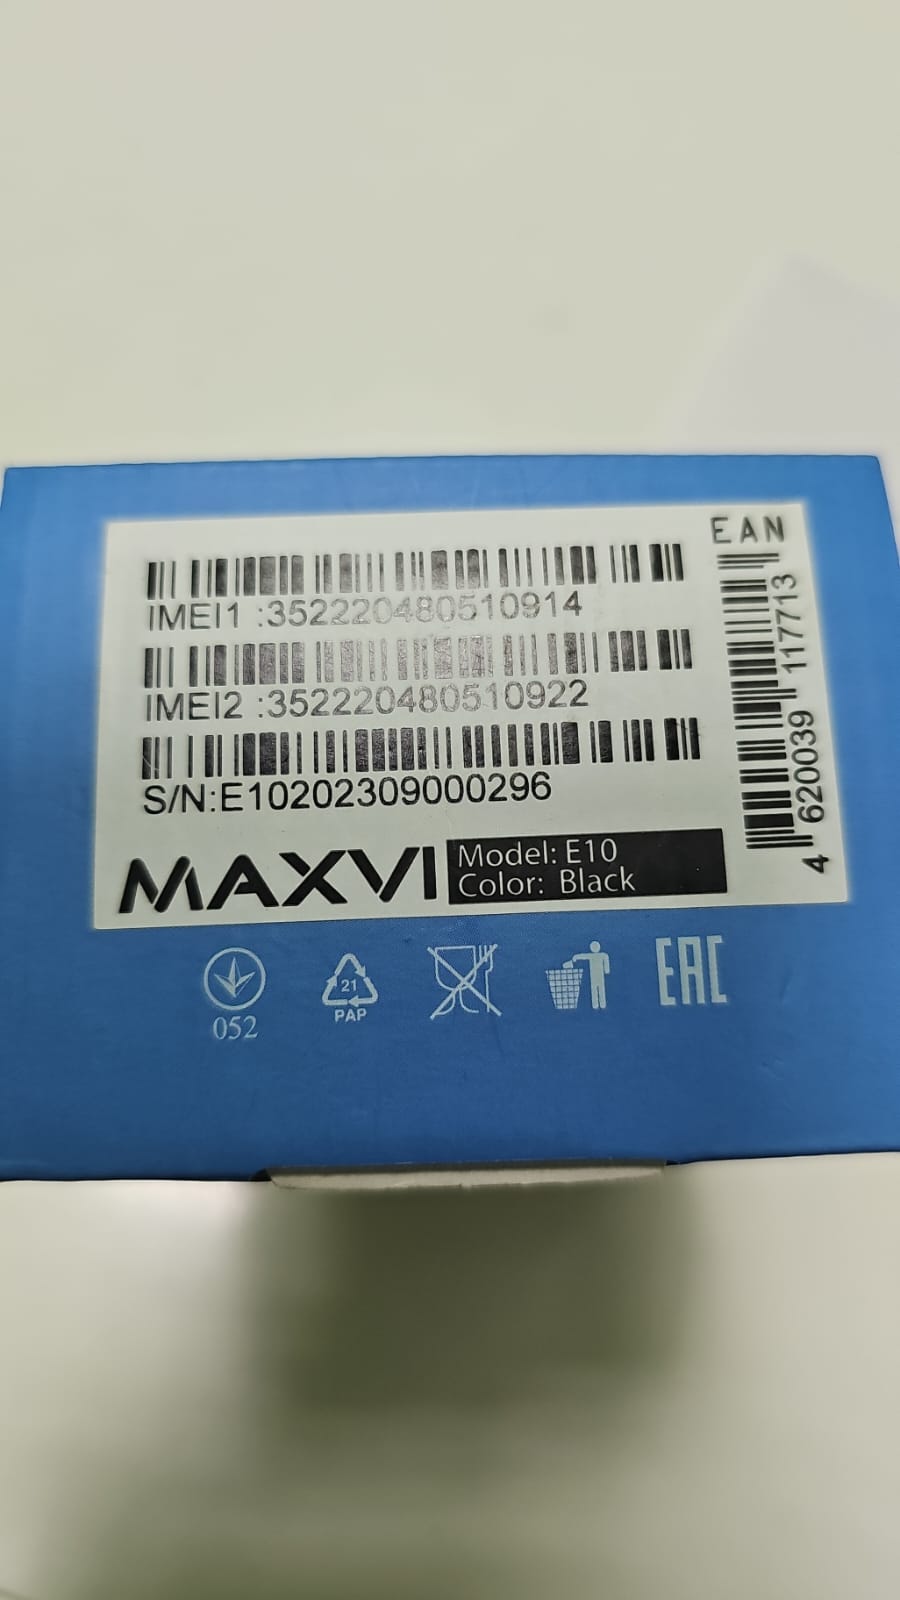 EAN
IMEI1 :352220480510914
IMEI2 :352220480510922
S/N:E10202309000296
4 620039 117713
MAXVI
Model: E10
Color: Black
052
21
PAP
EAC